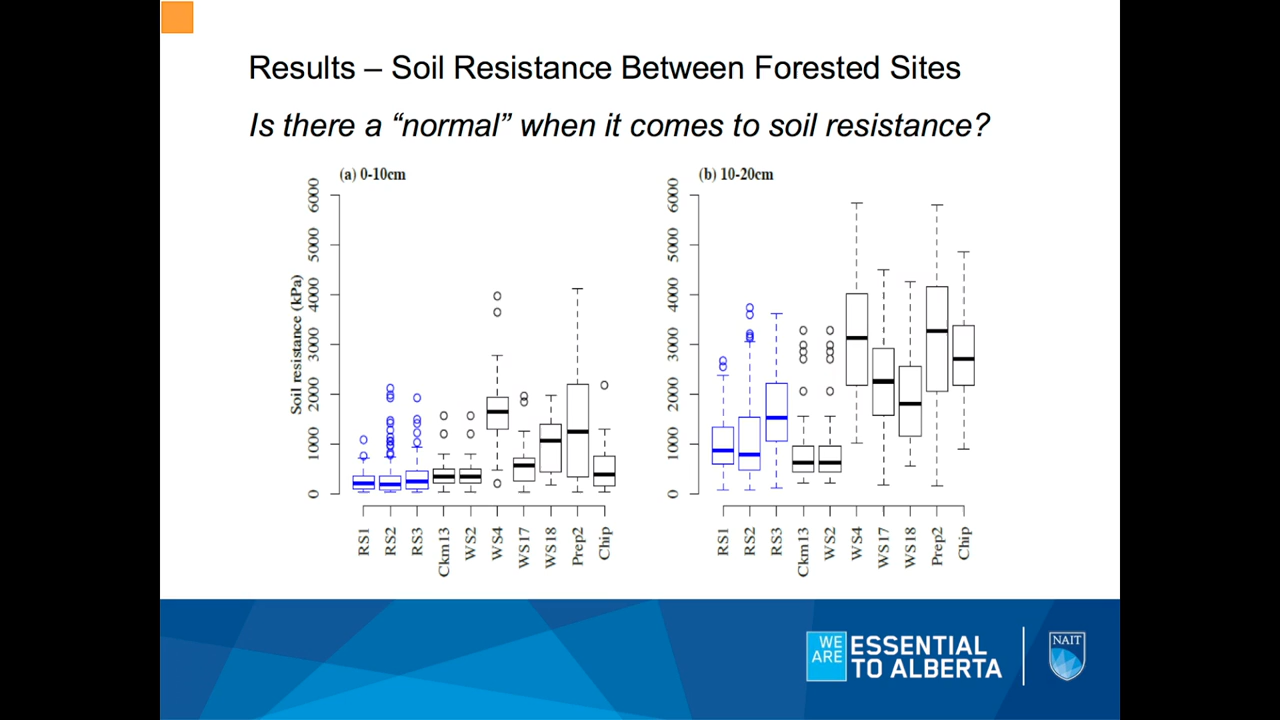 Results – Soil Resistance Between Forested Sites
Is there a “normal” when it comes to soil resistance?
(a) 0-10cm
Soil resistance (kPa)
0
1000
2000
3000
4000
5000
6000
RS1
RS2
RS3
Ckm13
WS2
WS4
WS17
WS18
Prep2
Chip
(b) 10-20cm
0
1000
2000
3000
4000
5000
6000
RS1
RS2
RS3
Ckm13
WS2
WS4
WS17
WS18
Prep2
Chip
WE ARE
ESSENTIAL
TO ALBERTA
NAIT